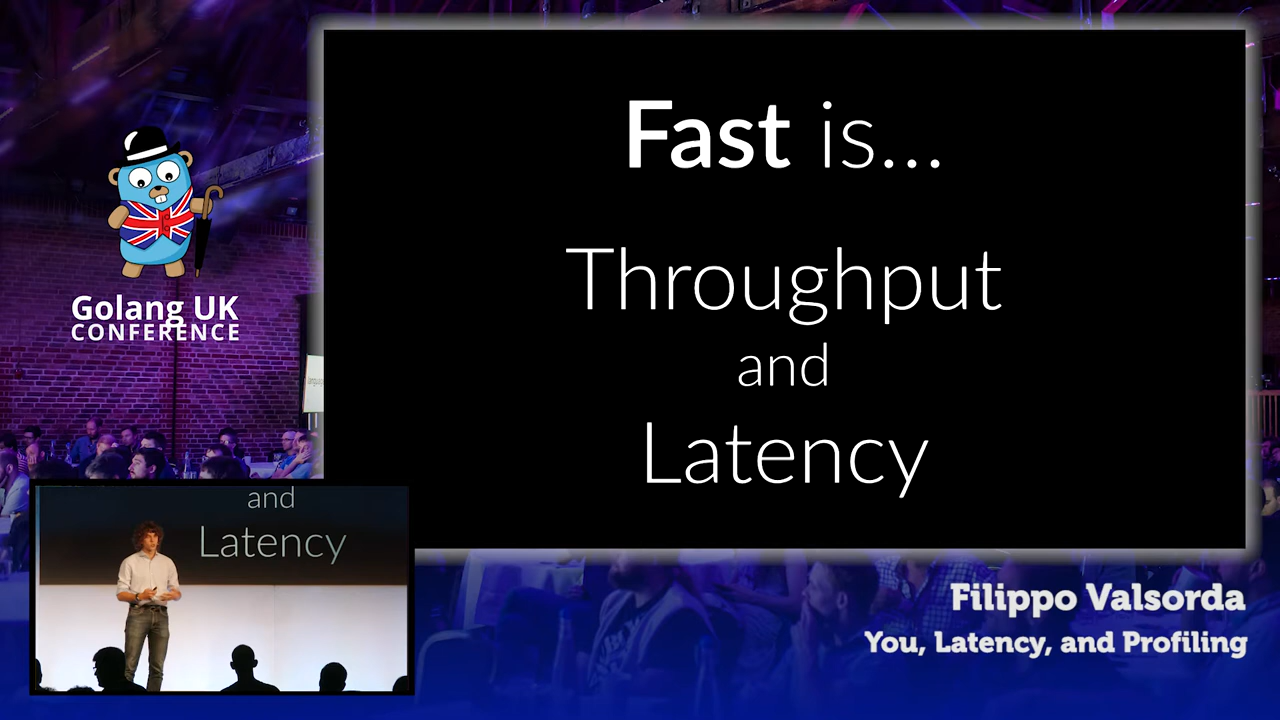 Fast is...
Throughput
and
Latency
Golang UK
CONFERENCE
and
Latency
Filippo Valsorda
You, Latency, and Profiling